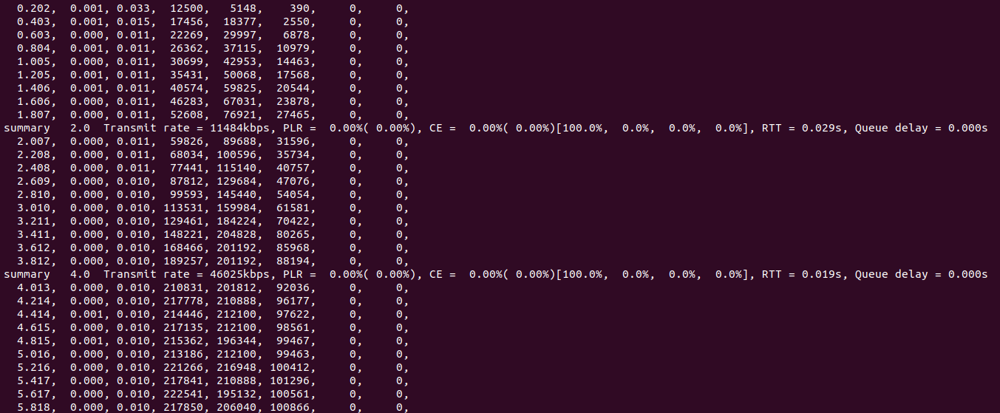 0.202,  0.001, 0.033,  12500,   5148,    390,     0,     0,
0.403,  0.001, 0.015,  17456,  18377,   2550,     0,     0,
0.603,  0.000, 0.011,  22269,  29997,   6878,     0,     0,
0.804,  0.001, 0.011,  26362,  37115,  10979,     0,     0,
1.005,  0.000, 0.011,  30699,  42953,  14463,     0,     0,
1.205,  0.001, 0.011,  35431,  50068,  17568,     0,     0,
1.406,  0.001, 0.011,  40574,  59825,  20544,     0,     0,
1.606,  0.000, 0.011,  46283,  67031,  23878,     0,     0,
1.807,  0.000, 0.011,  52608,  76921,  27465,     0,     0,
summary   2.0  Transmit rate = 11484kbps, PLR =  0.00%( 0.00%), CE =  0.00%( 0.00%)[100.0%,  0.0%,  0.0%,  0.0%], RTT = 0.029s, Queue delay = 0.000s
2.007,  0.000, 0.011,  59826,  89688,  31596,     0,     0,
2.208,  0.000, 0.011,  68034, 100596,  35734,     0,     0,
2.408,  0.000, 0.011,  77441, 115140,  40757,     0,     0,
2.609,  0.000, 0.010,  87812, 129684,  47076,     0,     0,
2.810,  0.000, 0.010,  99593, 145440,  54054,     0,     0,
3.010,  0.000, 0.010, 113531, 159984,  61581,     0,     0,
3.211,  0.000, 0.010, 129461, 184224,  70422,     0,     0,
3.411,  0.000, 0.010, 148221, 204828,  80265,     0,     0,
3.612,  0.000, 0.010, 168466, 201192,  85968,     0,     0,
3.812,  0.000, 0.010, 189257, 201192,  88194,     0,     0,
summary   4.0  Transmit rate = 46025kbps, PLR =  0.00%( 0.00%), CE =  0.00%( 0.00%)[100.0%,  0.0%,  0.0%,  0.0%], RTT = 0.019s, Queue delay = 0.000s
4.013,  0.000, 0.010, 210831, 201812,  92036,     0,     0,
4.214,  0.000, 0.010, 217778, 210888,  96177,     0,     0,
4.414,  0.001, 0.010, 214446, 212100,  97622,     0,     0,
4.615,  0.000, 0.010, 217135, 212100,  98561,     0,     0,
4.815,  0.001, 0.010, 215362, 196344,  99467,     0,     0,
5.016,  0.000, 0.010, 213186, 212100,  99463,     0,     0,
5.216,  0.000, 0.010, 221266, 216948, 100412,     0,     0,
5.417,  0.000, 0.010, 217841, 210888, 101296,     0,     0,
5.617,  0.000, 0.010, 222541, 195132, 100561,     0,     0,
5.818,  0.000, 0.010, 217850, 206040, 100866,     0,     0,